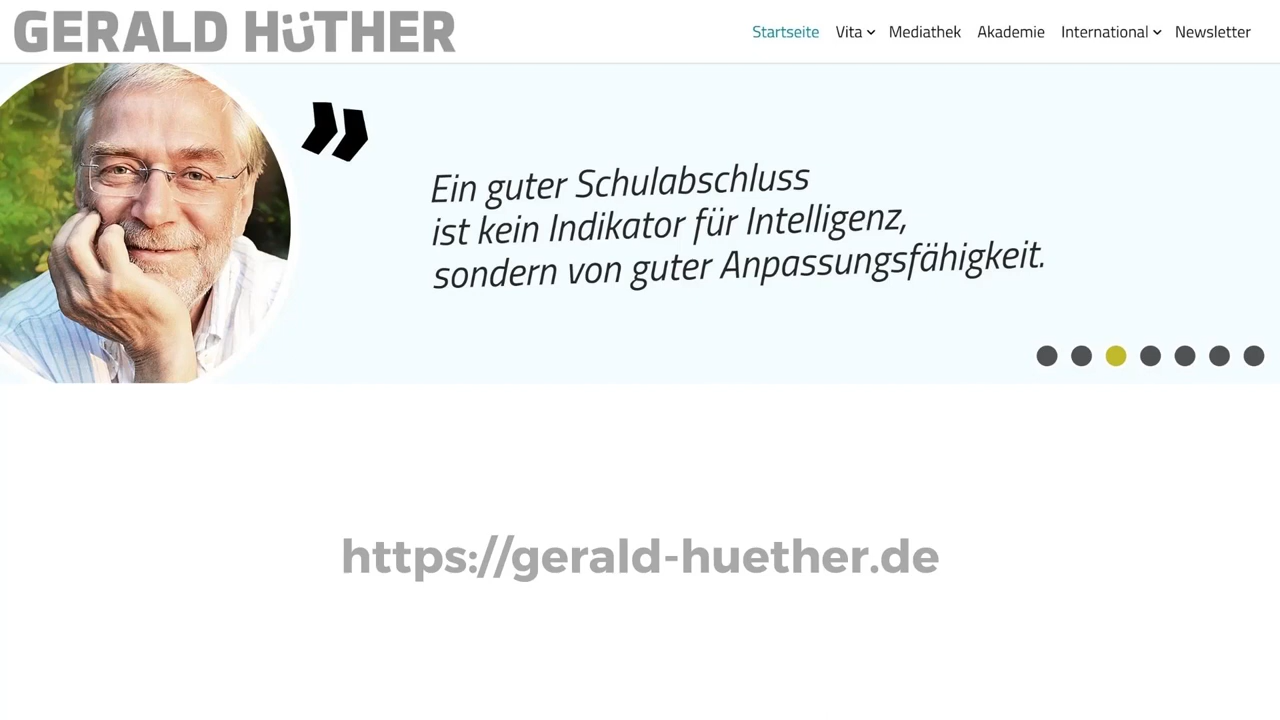 GERALD HÜTHER
Startseite Vita Mediathek Akademie International Newsletter
Ein guter Schulabschluss
ist kein Indikator für Intelligenz,
sondern von guter Anpassungsfähigkeit.
https://gerald-huether.de